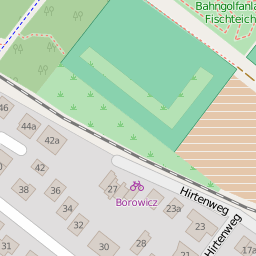 Bahngolfanla
Fischteich
46
44a
42a
42
38
36
34
32
31
30
27
Borowicz
28
23a
23
21
17a
Hirtenweg
Hirtenweg